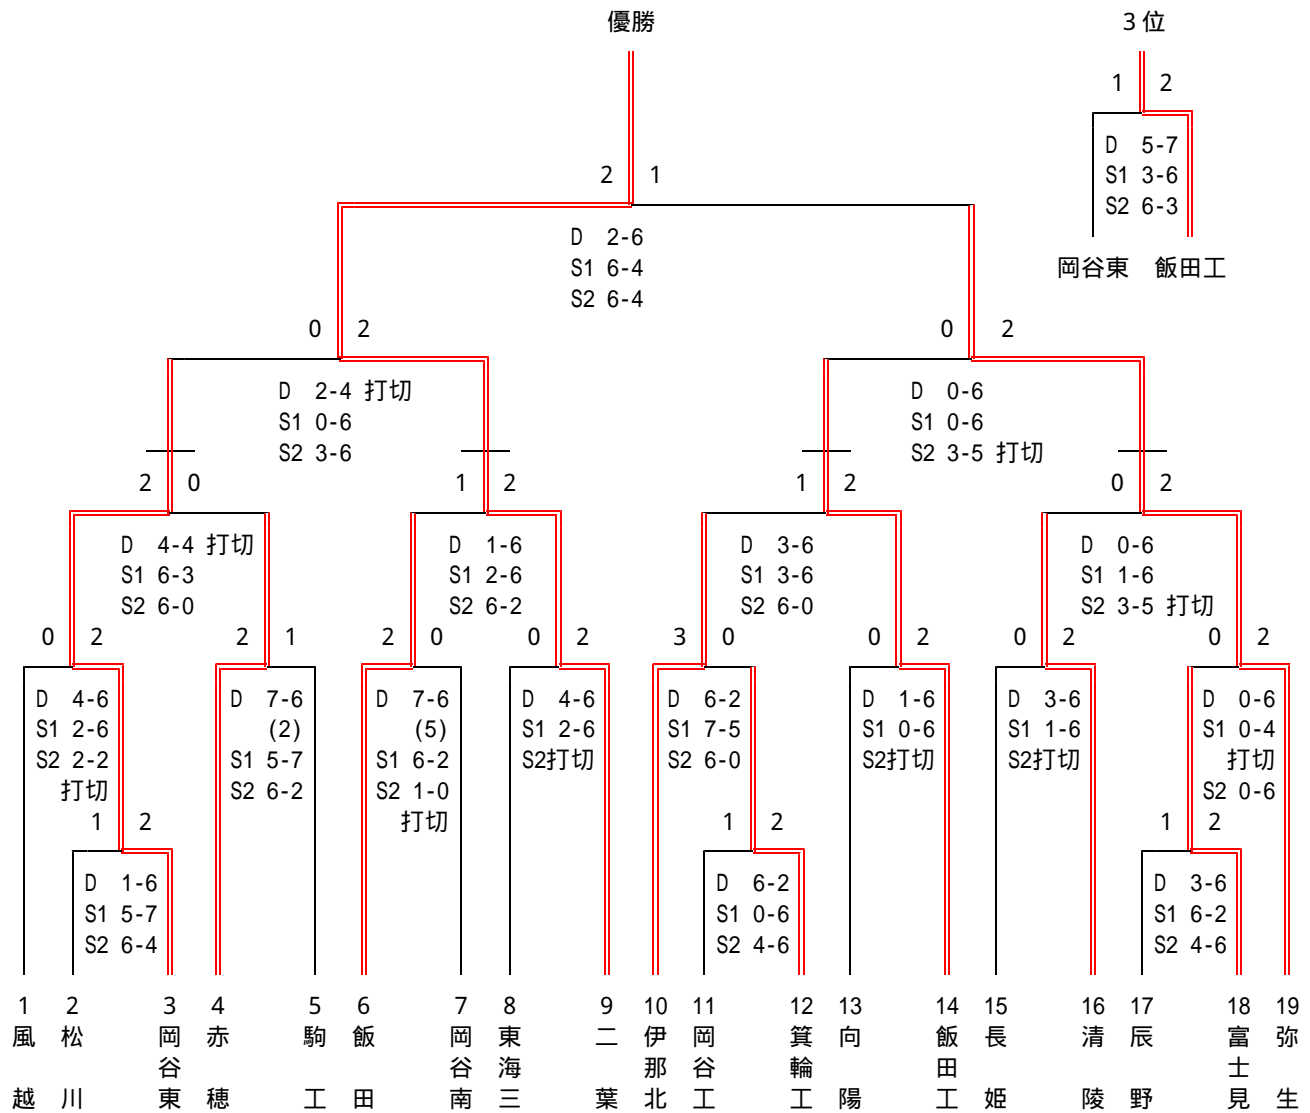 優勝
３位
1 2
D 5-7
S1 3-6
S2 6-3
岡谷東 飯田工
2 1
D 2-6
S1 6-4
S2 6-4
0 2
D 2-4 打切
S1 0-6
S2 3-6
0 2
D 0-6
S1 0-6
S2 3-5 打切
2 0
D 4-4 打切
S1 6-3
S2 6-0
1 2
D 1-6
S1 2-6
S2 6-2
1 2
D 3-6
S1 3-6
S2 6-0
0 2
D 0-6
S1 1-6
S2 3-5 打切
0 2
D 4-6
S1 2-6
S2 2-2
打切
2 1
D 7-6
(2)
S1 5-7
S2 6-2
2 0
D 7-6
(5)
S1 6-2
S2 1-0
打切
0 2
D 4-6
S1 2-6
S2打切
3 0
D 6-2
S1 7-5
S2 6-0
0 2
D 1-6
S1 0-6
S2打切
0 2
D 3-6
S1 1-6
S2打切
0 2
D 0-6
S1 0-4
打切
S2 0-6
1 2
D 1-6
S1 5-7
S2 6-4
1 2
D 6-2
S1 0-6
S2 4-6
1 2
D 3-6
S1 6-2
S2 4-6
1 風越
2 松川
3 岡谷東
4 赤穂
5 駒工
6 飯田
7 岡谷南
8 東海三
9 二葉
10 伊那北
11 岡谷工
12 箕輪工
13 向陽
14 飯田工
15 長姫
16 清陵
17 辰野
18 富士見
19 弥生